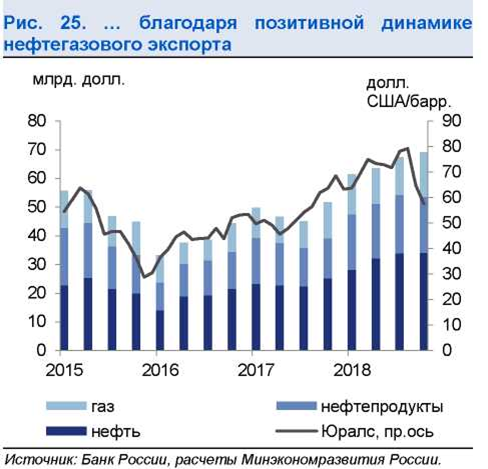 Рис. 25. … благодаря позитивной динамике
нефтегазового экспорта
млрд. долл.
долл.
США/барр.
80
70
60
50
40
30
20
10
0
90
80
70
60
50
40
30
20
10
0
2015 2016 2017 2018
газ нефтепродукты
нефть Юралс, пр.ось
Источник: Банк России, расчеты Минэкономразвития России.